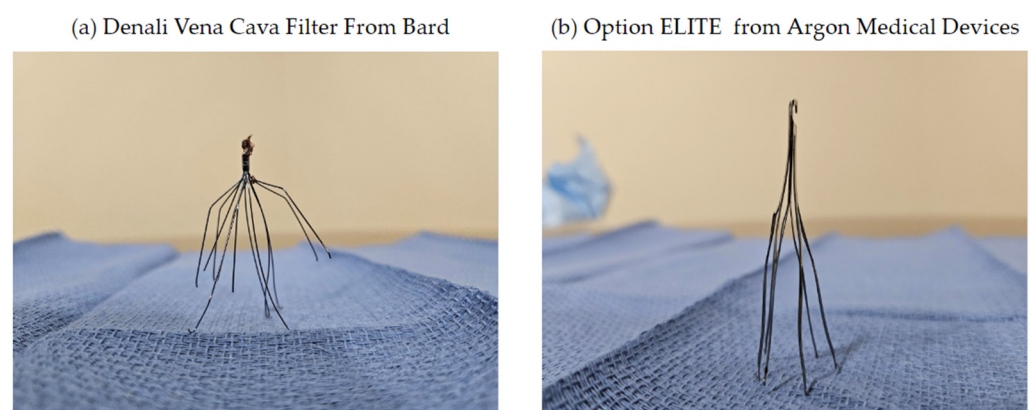 (a) Denali Vena Cava Filter From Bard
(b) Option ELITE from Argon Medical Devices